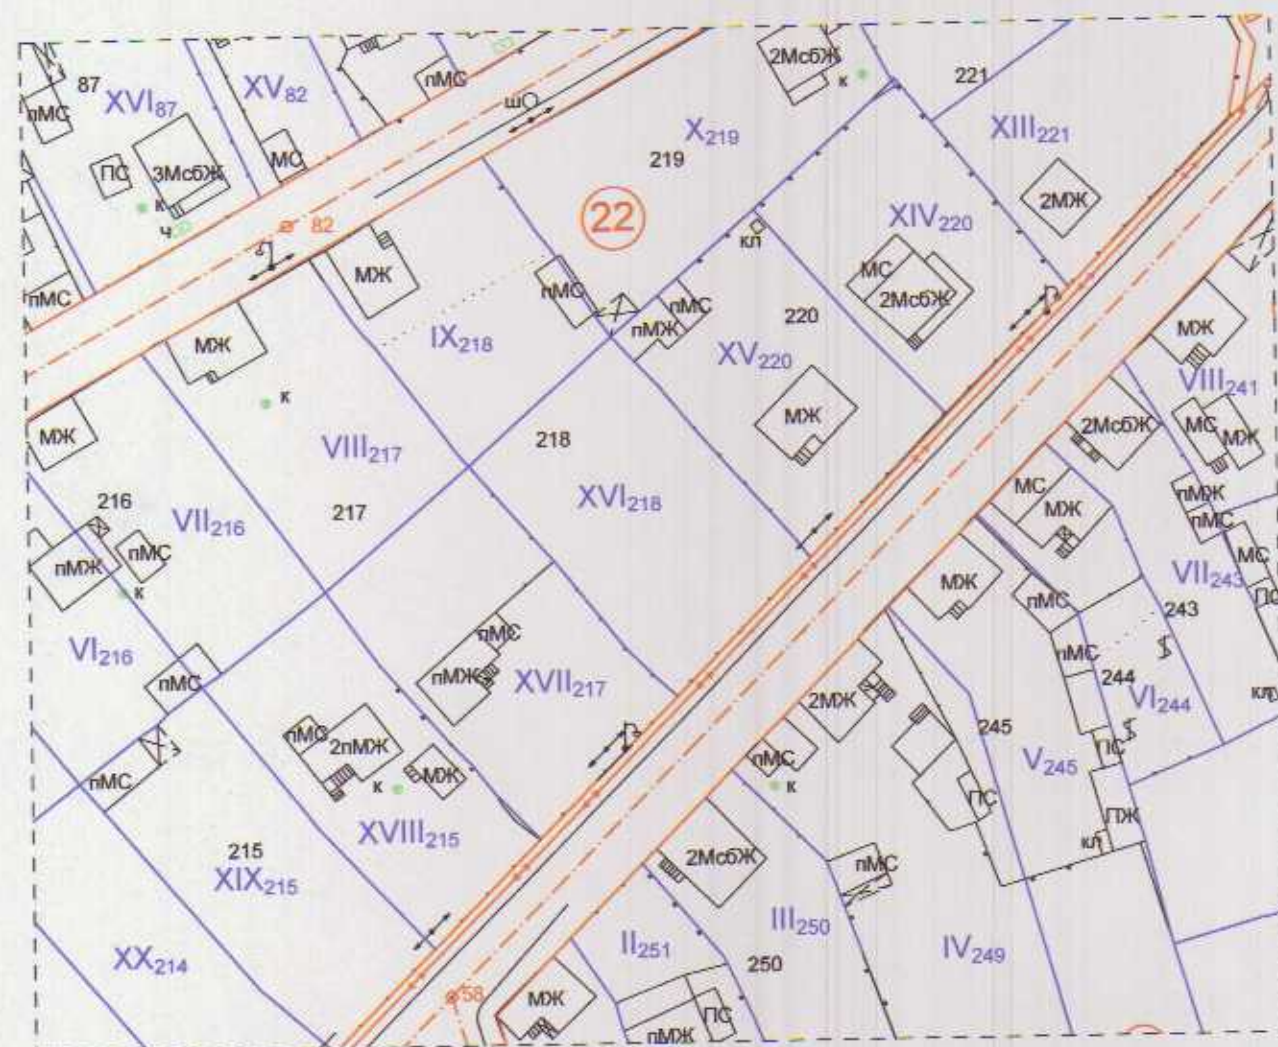 87
XVI87
XV82
пМС
2МсбЖ
к
221
пМС
шО
X219
XIII221
ПС
3МсбЖ
МС
219
2МЖ
к
ч
82
22
XIV220
кл
пМС
МЖ
пМС
МС
2МсбЖ
пМС
220
МЖ
МЖ
IX218
пМЖ
XV220
VIII241
к
МЖ
МЖ
2МсбЖ
МС
МЖ
VIII217
218
216
VII216
217
XVI218
МС
МЖ
пМЖ
пМС
пМЖ
пМС
МЖ
МС
VII243
к
пМС
243
VI216
пМС
пМС
XVII217
пМС
244
VI244
пМЖ
2МЖ
кл
пМС
2пМЖ
245
ПС
V245
пМС
МЖ
к
пМС
к
ПС
ПЖ
215
XVIII215
2МсбЖ
кл
XIX215
пМС
III250
II251
IV249
XX214
250
58
МЖ
ПС
пМЖ